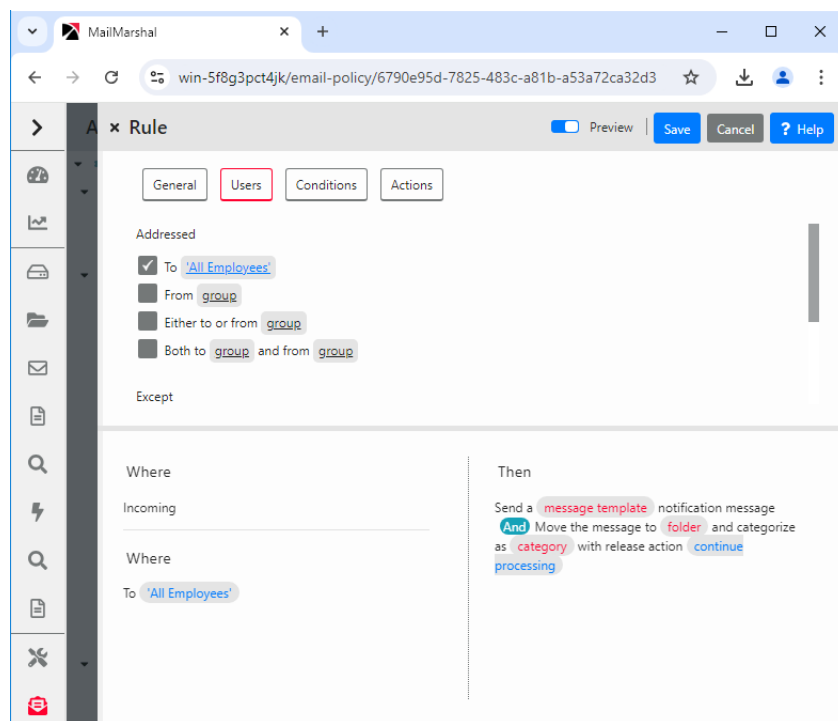 MailMarshal
win-5f8g3pct4jk/email-policy/6790e95d-7825-483c-a81b-a53a72ca32d3
A × Rule Preview Save Cancel ? Help
General Users Conditions Actions
Addressed
To 'All Employees'
From group
Either to or from group
Both to group and from group
Except
Where
Incoming
Where
To 'All Employees'
Then
Send a message template notification message
And Move the message to folder and categorize
as category with release action continue
processing